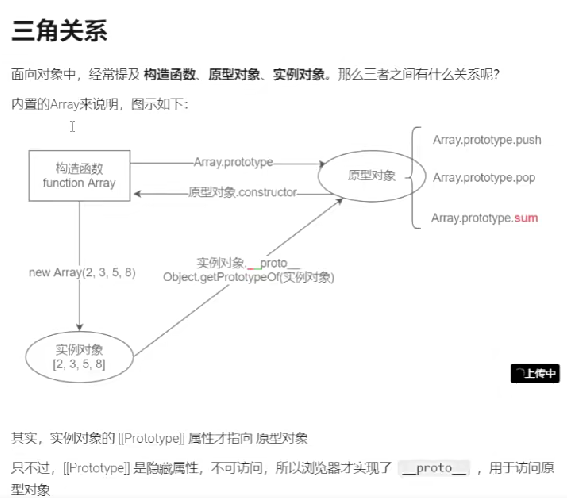 三角关系
面向对象中，经常提及 构造函数、原型对象、实例对象。那么三者之间有什么关系呢？
内置的Array来说明，图示如下：
构造函数
function Array
Array.prototype
原型对象.constructor
原型对象
Array.prototype.push
Array.prototype.pop
Array.prototype.sum
new Array(2, 3, 5, 8)
实例对象.__proto__
Object.getPrototypeOf(实例对象)
实例对象
[2, 3, 5, 8]
上传中
其实，实例对象的 [[Prototype]] 属性才指向 原型对象
只不过，[[Prototype]] 是隐藏属性，不可访问，所以浏览器才实现了 __proto__ ，用于访问原
型对象